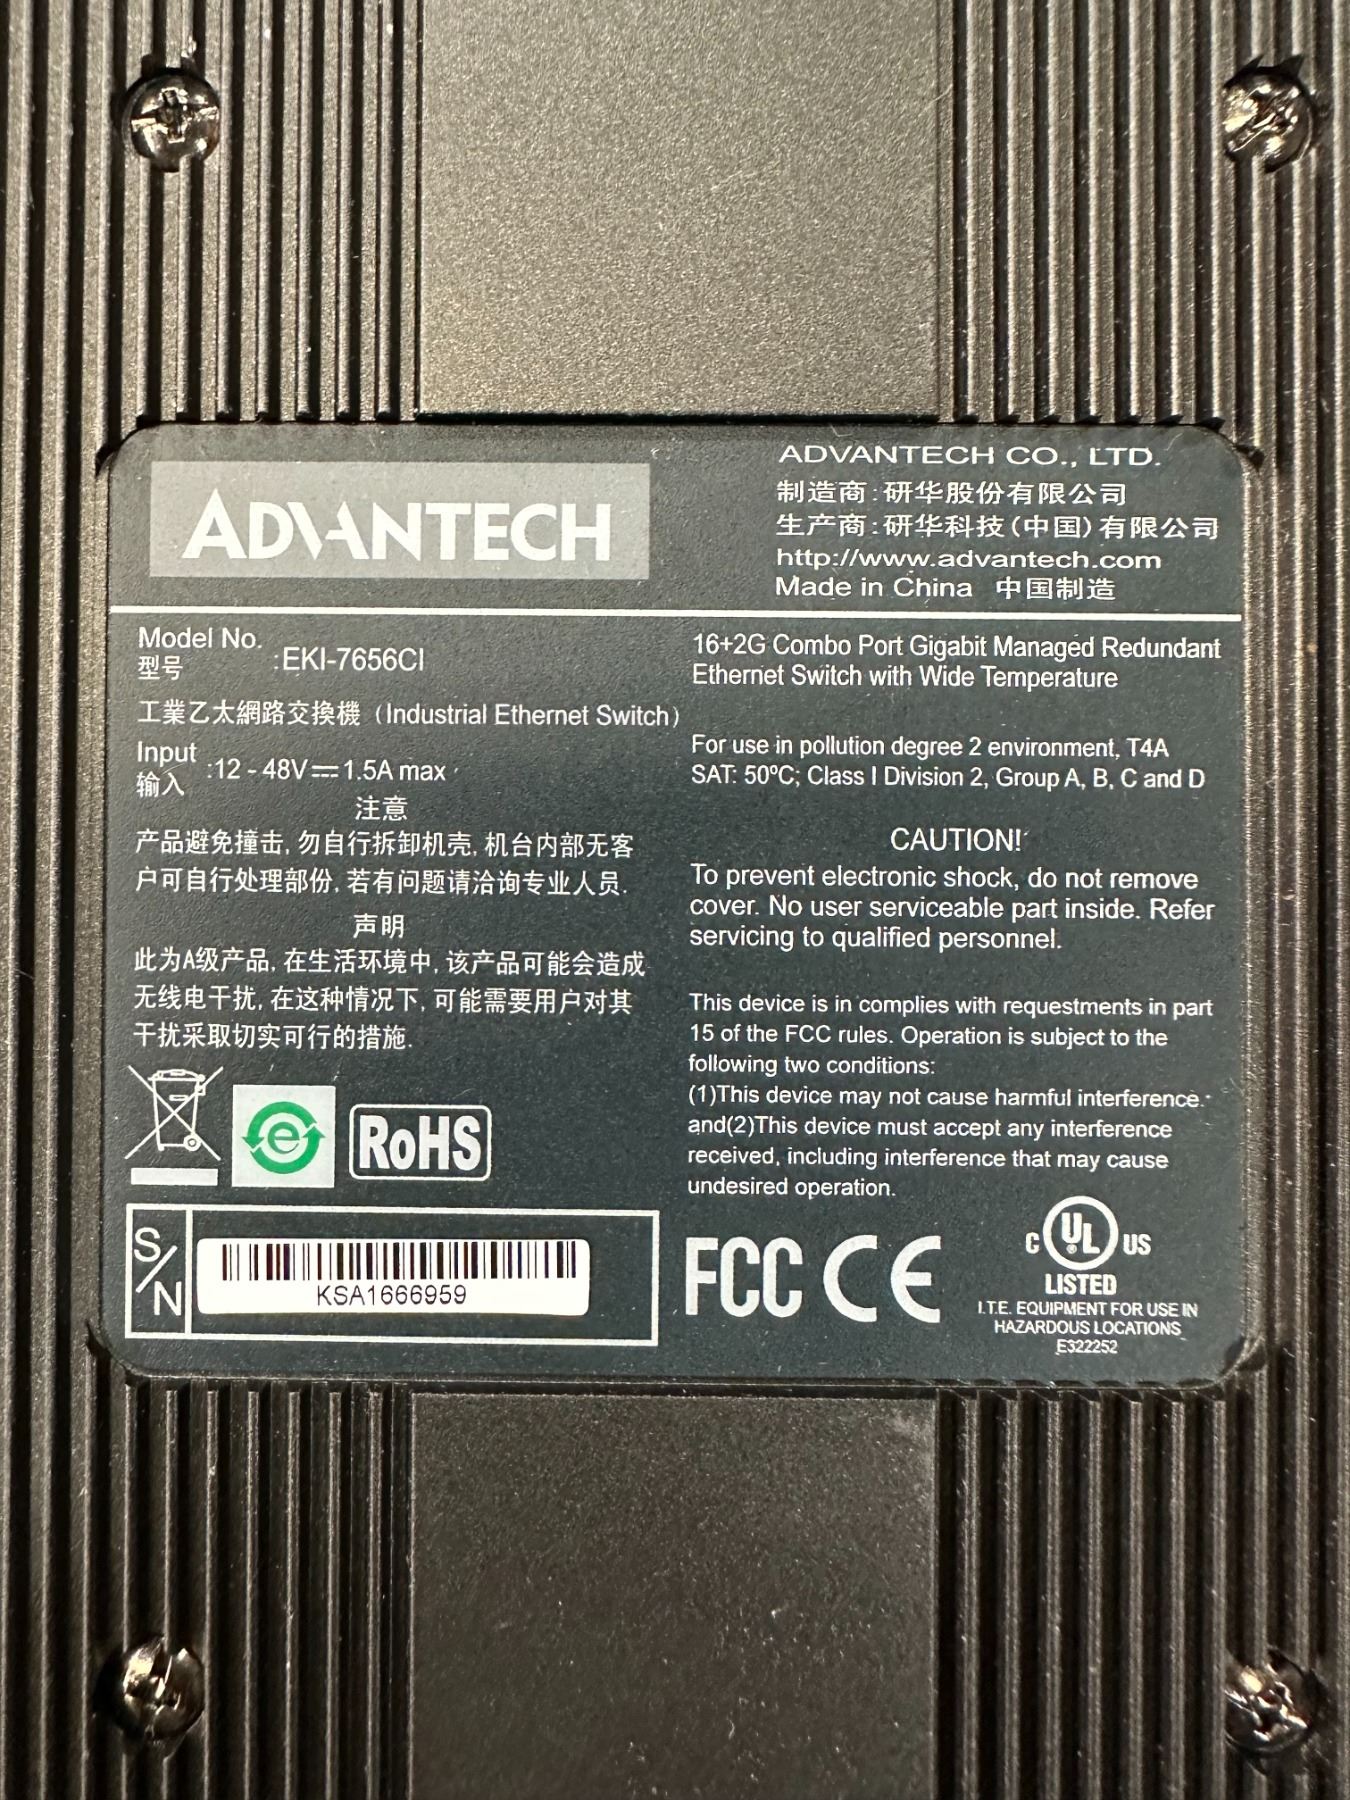 ADVANTECH
ADVANTECH CO., LTD.
制造商:研华股份有限公司
生产商:研华科技(中国)有限公司
http://www.advantech.com
Made in China 中国制造
Model No.
型号
:EKI-7656CI
工業乙太網路交換機（Industrial Ethernet Switch）
Input
输入
:12 - 48V⎓1.5A max
注意
产品避免撞击, 勿自行拆卸机壳, 机台内部无客
户可自行处理部份, 若有问题请洽询专业人员.
声明
此为A级产品, 在生活环境中, 该产品可能会造成
无线电干扰, 在这种情况下, 可能需要用户对其
干扰采取切实可行的措施.
e
RoHS
S/N
KSA1666959
16+2G Combo Port Gigabit Managed Redundant
Ethernet Switch with Wide Temperature
For use in pollution degree 2 environment, T4A
SAT: 50ºC; Class I Division 2, Group A, B, C and D
CAUTION!
To prevent electronic shock, do not remove
cover. No user serviceable part inside. Refer
servicing to qualified personnel.
This device is in complies with requestments in part
15 of the FCC rules. Operation is subject to the
following two conditions:
(1)This device may not cause harmful interference.
and(2)This device must accept any interference
received, including interference that may cause
undesired operation.
FCC CE
C UL ® US
LISTED
I.T.E. EQUIPMENT FOR USE IN
HAZARDOUS LOCATIONS
E322252